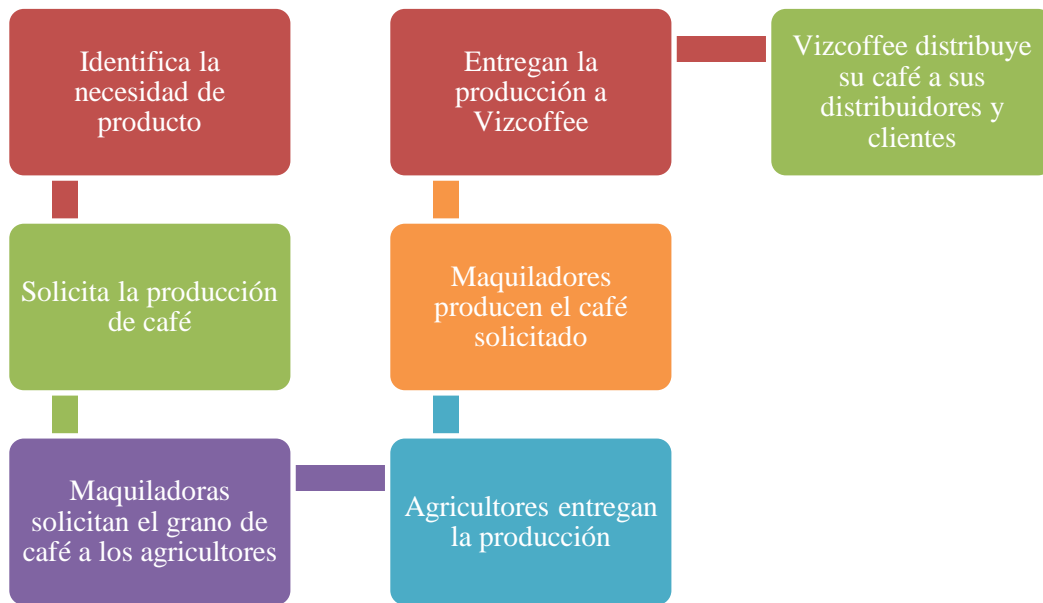 Identifica la
necesidad de
producto
Solicita la producción
de café
Maquiladoras
solicitan el grano de
café a los agricultores
Agricultores entregan
la producción
Maquiladores
producen el café
solicitado
Entregan la
producción a
Vizcoffee
Vizcoffee distribuye
su café a sus
distribuidores y
clientes